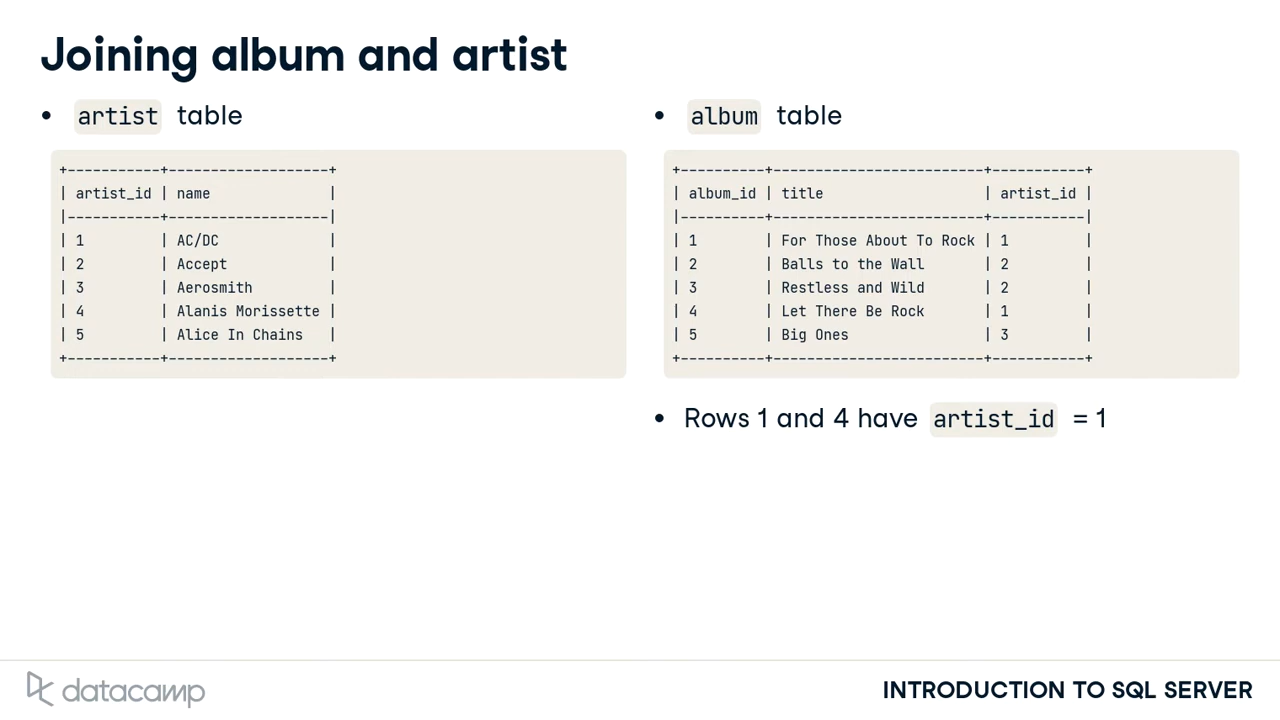 Joining album and artist
• artist table
+-----------+-------------------+
| artist_id | name              |
|-----------+-------------------|
| 1         | AC/DC             |
| 2         | Accept            |
| 3         | Aerosmith         |
| 4         | Alanis Morissette |
| 5         | Alice In Chains   |
+-----------+-------------------+
• album table
+----------+-------------------------+-----------+
| album_id | title                   | artist_id |
|----------+-------------------------+-----------|
| 1        | For Those About To Rock | 1         |
| 2        | Balls to the Wall       | 2         |
| 3        | Restless and Wild       | 2         |
| 4        | Let There Be Rock       | 1         |
| 5        | Big Ones                | 3         |
+----------+-------------------------+-----------+
• Rows 1 and 4 have artist_id = 1
datacamp
INTRODUCTION TO SQL SERVER